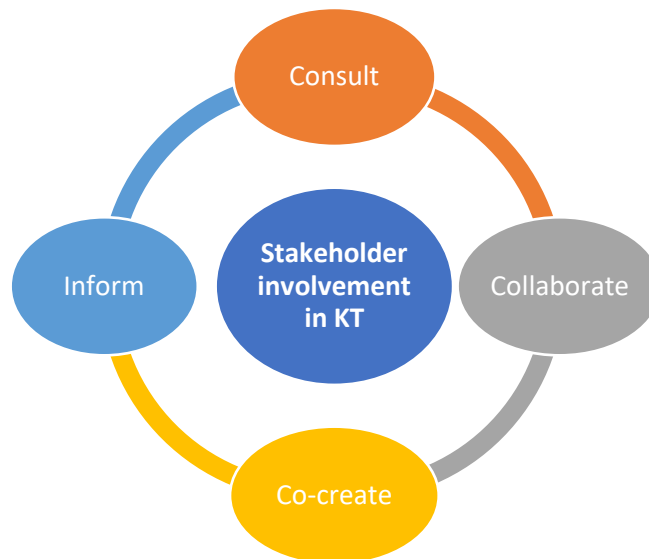 Consult
Stakeholder
involvement
in KT
Inform
Collaborate
Co-create